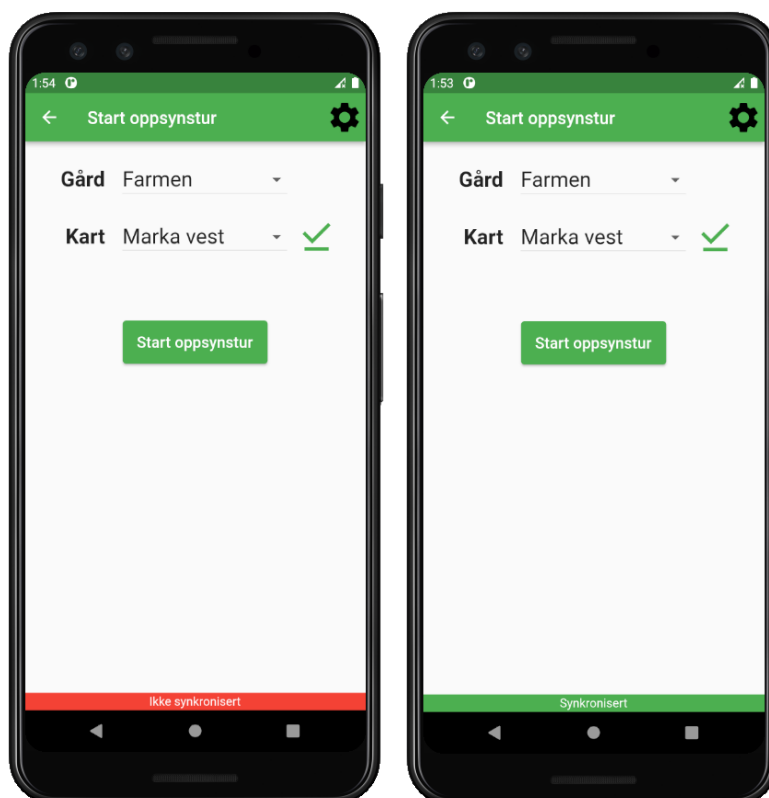 1:54
Start oppsynstur
Gård Farmen
Kart Marka vest
Start oppsynstur
Ikke synkronisert
1:53
Start oppsynstur
Gård Farmen
Kart Marka vest
Start oppsynstur
Synkronisert